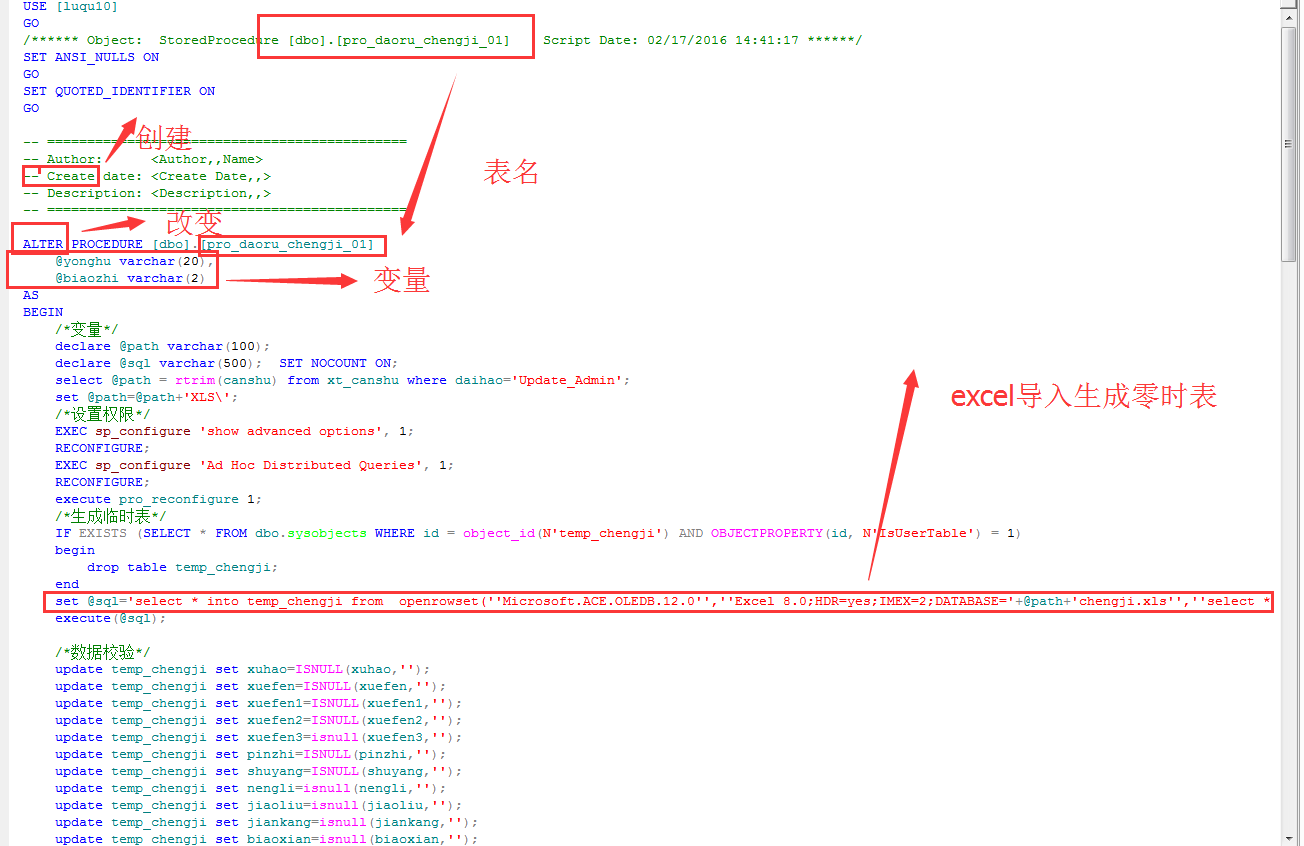 USE [luqu10]
GO
/****** Object:  StoredProcedure [dbo].[pro_daoru_chengji_01]    Script Date: 02/17/2016 14:41:17 ******/
SET ANSI_NULLS ON
GO
SET QUOTED_IDENTIFIER ON
GO
创建
-- =============================================
-- Author:      <Author,,Name>
-- Create date: <Create Date,,>
表名
-- Description: <Description,,>
-- =============================================
改变
ALTER PROCEDURE [dbo].[pro_daoru_chengji_01]
    @yonghu varchar(20),
    @biaozhi varchar(2)
变量
AS
BEGIN
    /*变量*/
    declare @path varchar(100);
    declare @sql varchar(500);  SET NOCOUNT ON;
    select @path = rtrim(canshu) from xt_canshu where daihao='Update_Admin';
    set @path=@path+'XLS\';
excel导入生成零时表
    /*设置权限*/
    EXEC sp_configure 'show advanced options', 1;
    RECONFIGURE;
    EXEC sp_configure 'Ad Hoc Distributed Queries', 1;
    RECONFIGURE;
    execute pro_reconfigure 1;
    /*生成临时表*/
    IF EXISTS (SELECT * FROM dbo.sysobjects WHERE id = object_id(N'temp_chengji') AND OBJECTPROPERTY(id, N'IsUserTable') = 1)
    begin
        drop table temp_chengji;
    end
    set @sql='select * into temp_chengji from  openrowset(''Microsoft.ACE.OLEDB.12.0'',''Excel 8.0;HDR=yes;IMEX=2;DATABASE='+@path+'chengji.xls'',''select *
    execute(@sql);
    /*数据校验*/
    update temp_chengji set xuhao=ISNULL(xuhao,'');
    update temp_chengji set xuefen=ISNULL(xuefen,'');
    update temp_chengji set xuefen1=ISNULL(xuefen1,'');
    update temp_chengji set xuefen2=ISNULL(xuefen2,'');
    update temp_chengji set xuefen3=isnull(xuefen3,'');
    update temp_chengji set pinzhi=ISNULL(pinzhi,'');
    update temp_chengji set shuyang=ISNULL(shuyang,'');
    update temp_chengji set nengli=isnull(nengli,'');
    update temp_chengji set jiaoliu=isnull(jiaoliu,'');
    update temp_chengji set jiankang=isnull(jiankang,'');
    update temp_chengji set biaoxian=isnull(biaoxian,'');